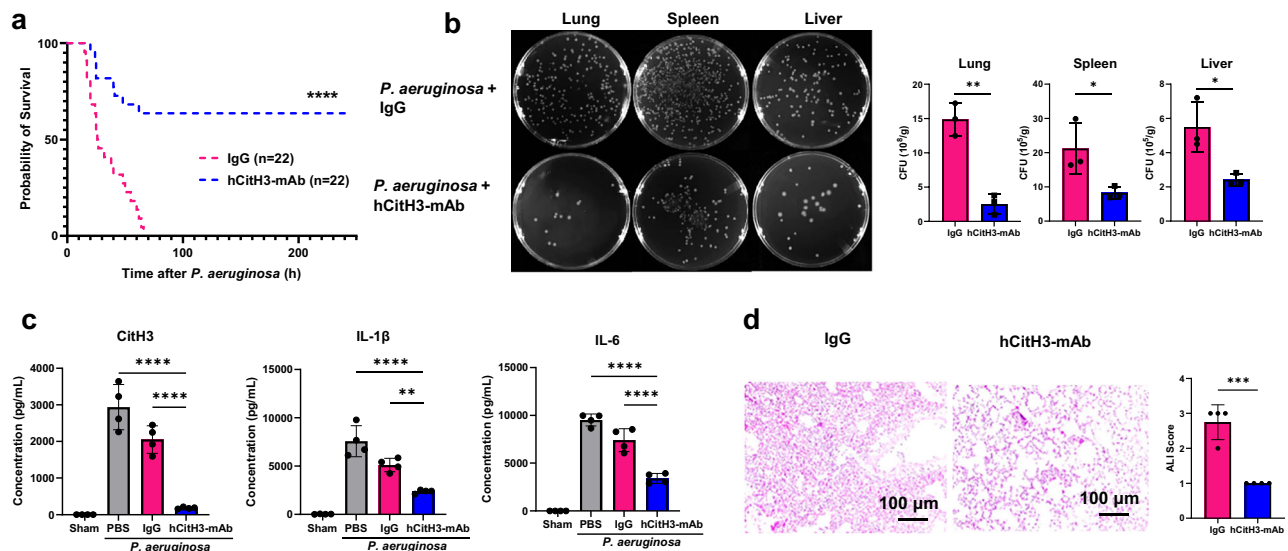 a
Probability of Survival
100
50
0
0
100
200
Time after P. aeruginosa (h)
****
IgG (n=22)
hCitH3-mAb (n=22)
b
Lung
Spleen
Liver
P. aeruginosa +
IgG
P. aeruginosa +
hCitH3-mAb
Lung
CFU (10⁸/g)
20
15
10
5
0
**
IgG
hCitH3-mAb
Spleen
CFU (10⁵/g)
50
40
30
20
10
0
*
IgG
hCitH3-mAb
Liver
CFU (10⁵/g)
8
6
4
2
0
*
IgG
hCitH3-mAb
c
CitH3
Concentration (pg/mL)
4000
3000
2000
1000
0
****
****
Sham
PBS
IgG
hCitH3-mAb
P. aeruginosa
IL-1β
Concentration (pg/mL)
15000
10000
5000
0
****
**
Sham
PBS
IgG
hCitH3-mAb
P. aeruginosa
IL-6
Concentration (pg/mL)
15000
10000
5000
0
****
****
Sham
PBS
IgG
hCitH3-mAb
P. aeruginosa
d
IgG
hCitH3-mAb
100 μm
100 μm
ALI Score
4
3
2
1
0
***
IgG
hCitH3-mAb